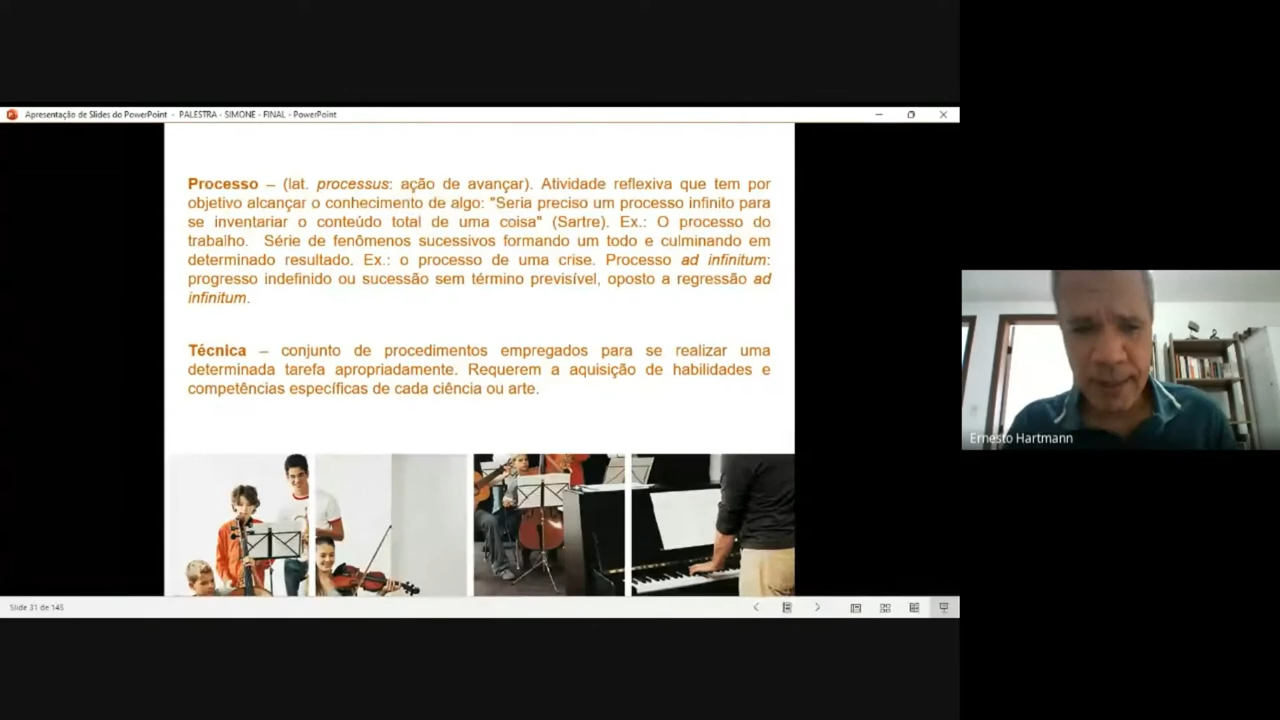 Apresentação de Slides do PowerPoint - PALESTRA - SIMONE - FINAL - PowerPoint
Processo – (lat. processus: ação de avançar). Atividade reflexiva que tem por
objetivo alcançar o conhecimento de algo: "Seria preciso um processo infinito para
se inventariar o conteúdo total de uma coisa" (Sartre). Ex.: O processo do
trabalho. Série de fenômenos sucessivos formando um todo e culminando em
determinado resultado. Ex.: o processo de uma crise. Processo ad infinitum:
progresso indefinido ou sucessão sem término previsível, oposto a regressão ad
infinitum.
Técnica – conjunto de procedimentos empregados para se realizar uma
determinada tarefa apropriadamente. Requerem a aquisição de habilidades e
competências específicas de cada ciência ou arte.
Ernesto Hartmann
Slide 31 de 145